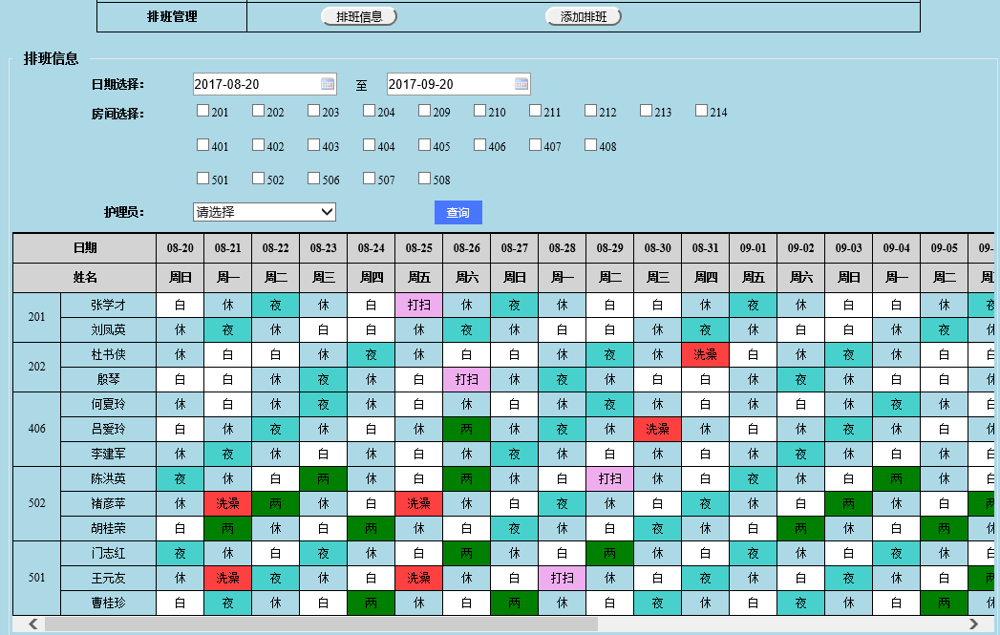 排班管理 排班信息 添加排班
排班信息
日期选择： 2017-08-20 至 2017-09-20
房间选择： 201 202 203 204 209 210 211 212 213 214
401 402 403 404 405 406 407 408
501 502 506 507 508
护理员： 请选择 查询
日期 08-20 08-21 08-22 08-23 08-24 08-25 08-26 08-27 08-28 08-29 08-30 08-31 09-01 09-02 09-03 09-04 09-05 09-
姓名 周日 周一 周二 周三 周四 周五 周六 周日 周一 周二 周三 周四 周五 周六 周日 周一 周二
201 张学才 白 休 夜 休 白 打扫 休 夜 休 白 白 休 夜 休 白 白 休 夜
刘凤英 休 夜 休 白 白 休 夜 休 白 白 休 夜 休 白 白 休 夜 休
202 杜书侠 休 白 白 休 夜 休 白 白 休 夜 休 洗澡 白 休 夜 休 白 白
殷琴 白 白 休 夜 休 白 打扫 休 夜 休 白 白 休 夜 休 白 白 休
406 何夏玲 休 白 休 夜 休 白 休 白 休 夜 休 白 休 白 休 夜 休 白
吕爱玲 白 休 夜 休 白 休 两 休 夜 休 洗澡 休 白 休 夜 休 白 休
李建军 休 夜 休 白 休 白 休 夜 休 白 休 白 休 夜 休 白 休 白
502 陈洪英 夜 休 白 两 休 白 两 休 白 打扫 休 白 夜 休 白 两 休 白
褚彦苹 休 洗澡 两 休 白 洗澡 休 白 夜 休 白 夜 休 白 两 休 白 两
胡桂荣 白 两 休 白 两 休 白 夜 休 白 夜 休 白 两 休 白 两 休
501 门志红 夜 休 白 夜 休 白 两 休 白 两 休 白 夜 休 白 夜 休 白
王元友 休 洗澡 夜 休 白 洗澡 休 白 打扫 休 白 夜 休 白 夜 休 白 两
曹桂珍 白 夜 休 白 两 休 白 两 休 白 夜 休 白 夜 休 白 两 休